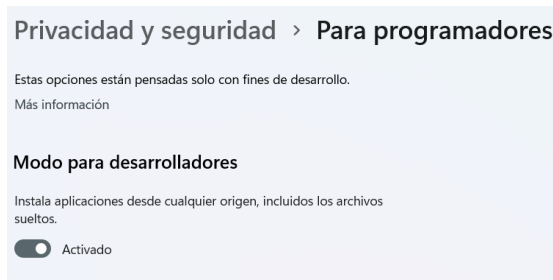 Privacidad y seguridad > Para programadores
Estas opciones están pensadas solo con fines de desarrollo.
Más información
Modo para desarrolladores
Instala aplicaciones desde cualquier origen, incluidos los archivos
sueltos.
Activado